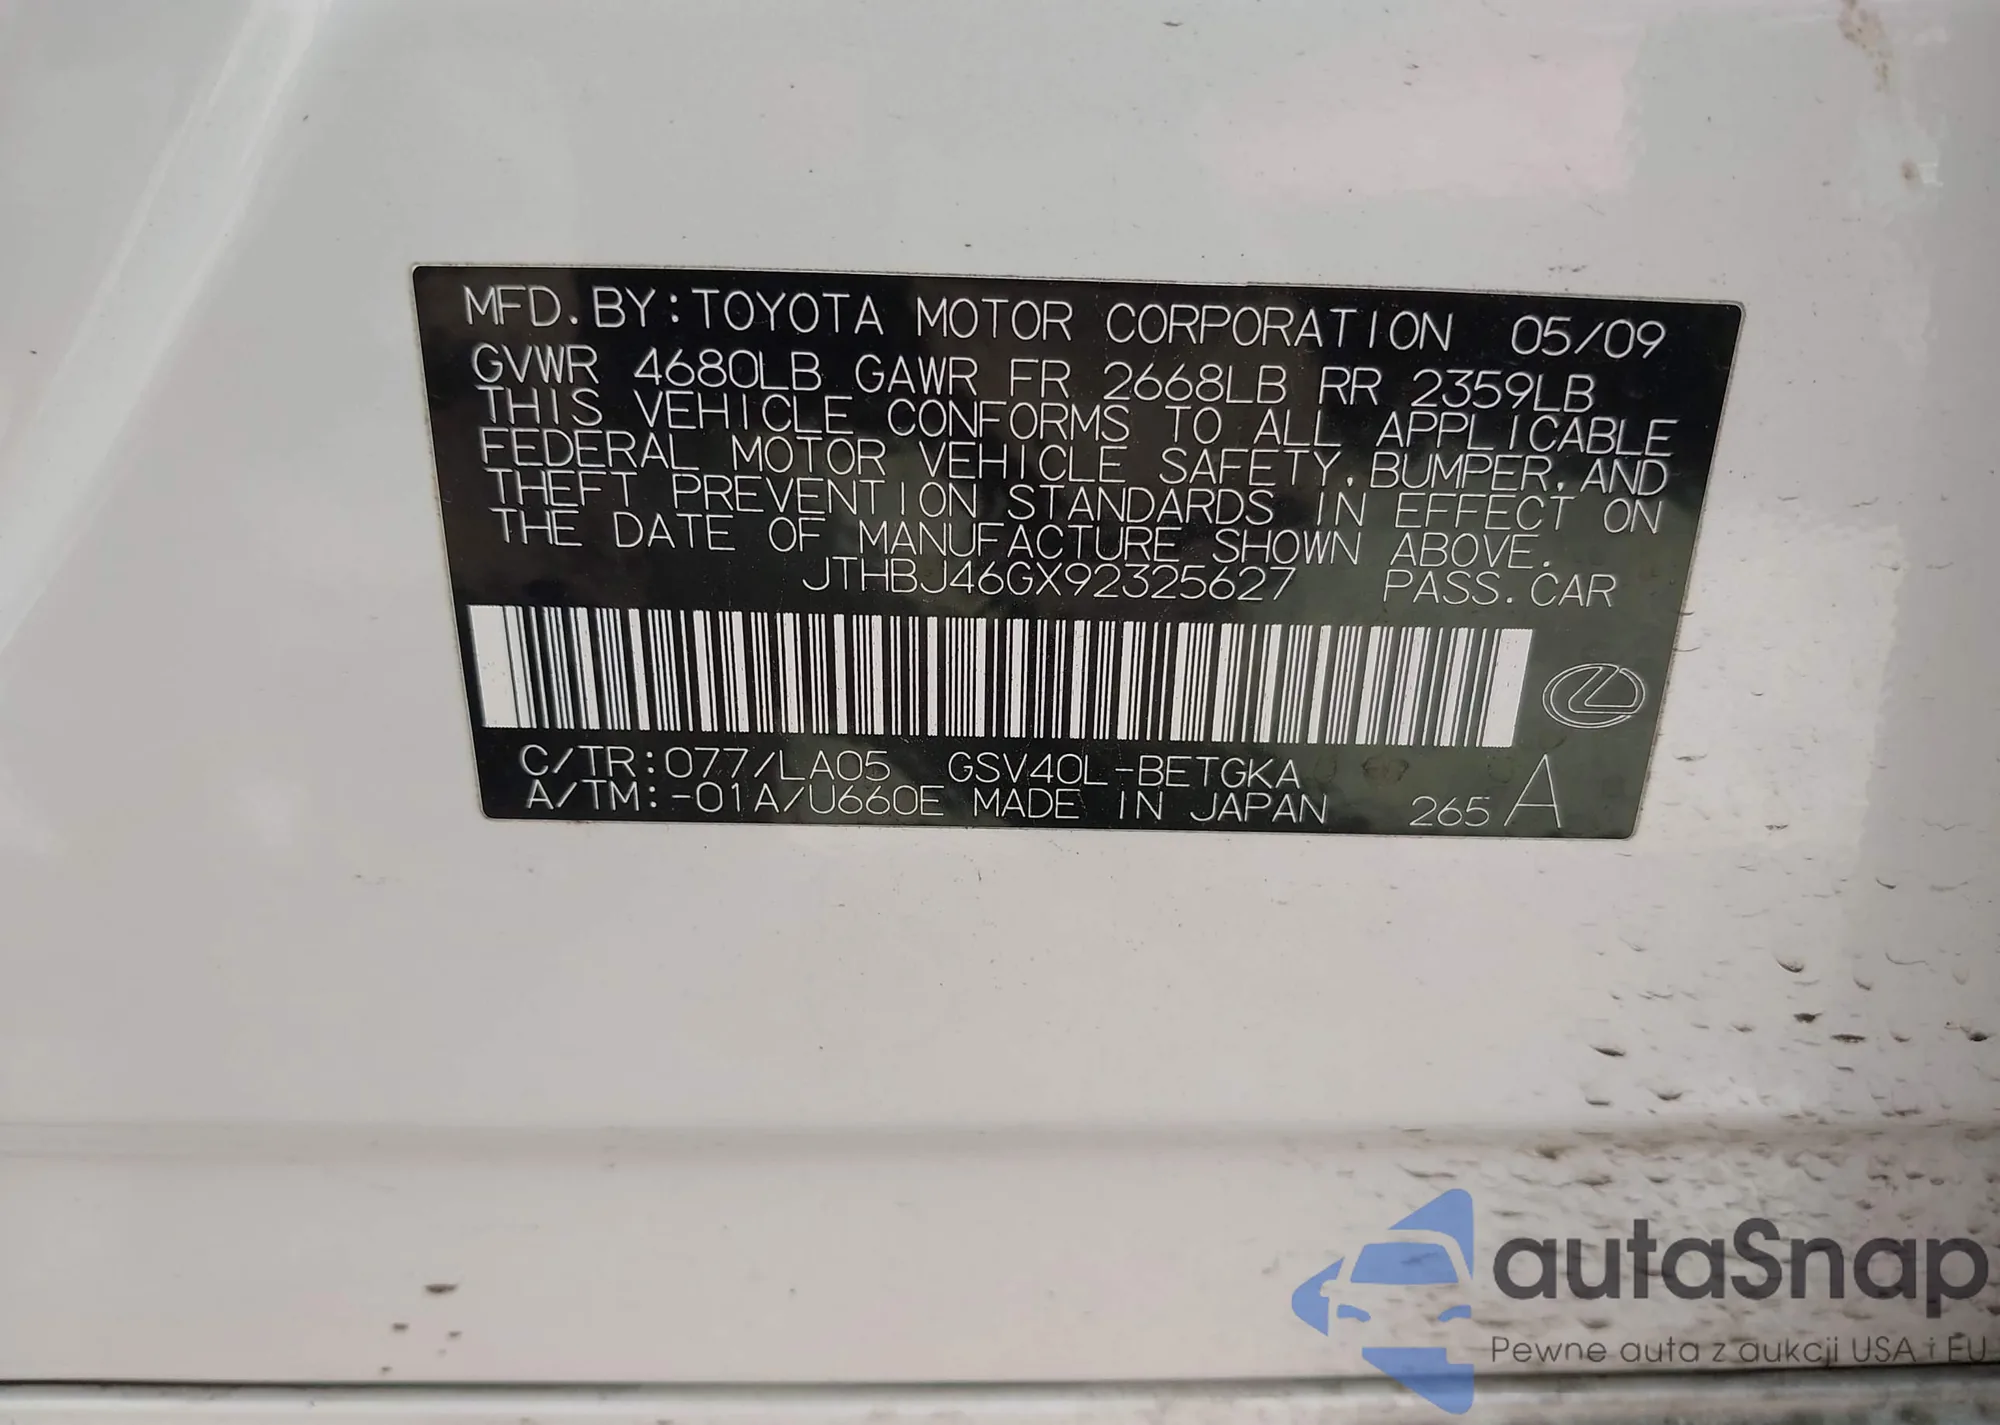 MFD. BY: TOYOTA MOTOR CORPORATION 05/09
GVWR 4680LB GAWR FR 2668LB RR 2359LB
THIS VEHICLE CONFORMS TO ALL APPLICABLE
FEDERAL MOTOR VEHICLE SAFETY, BUMPER, AND
THEFT PREVENTION STANDARDS IN EFFECT ON
THE DATE OF MANUFACTURE SHOWN ABOVE.
JTHBJ46GX92325627 PASS. CAR
C/TR: 077/LA05 GSV40L-BETGKA
A/TM: -01A/U660E MADE IN JAPAN 265 A
autaSnap
Pewne auta z aukcji USA i EU